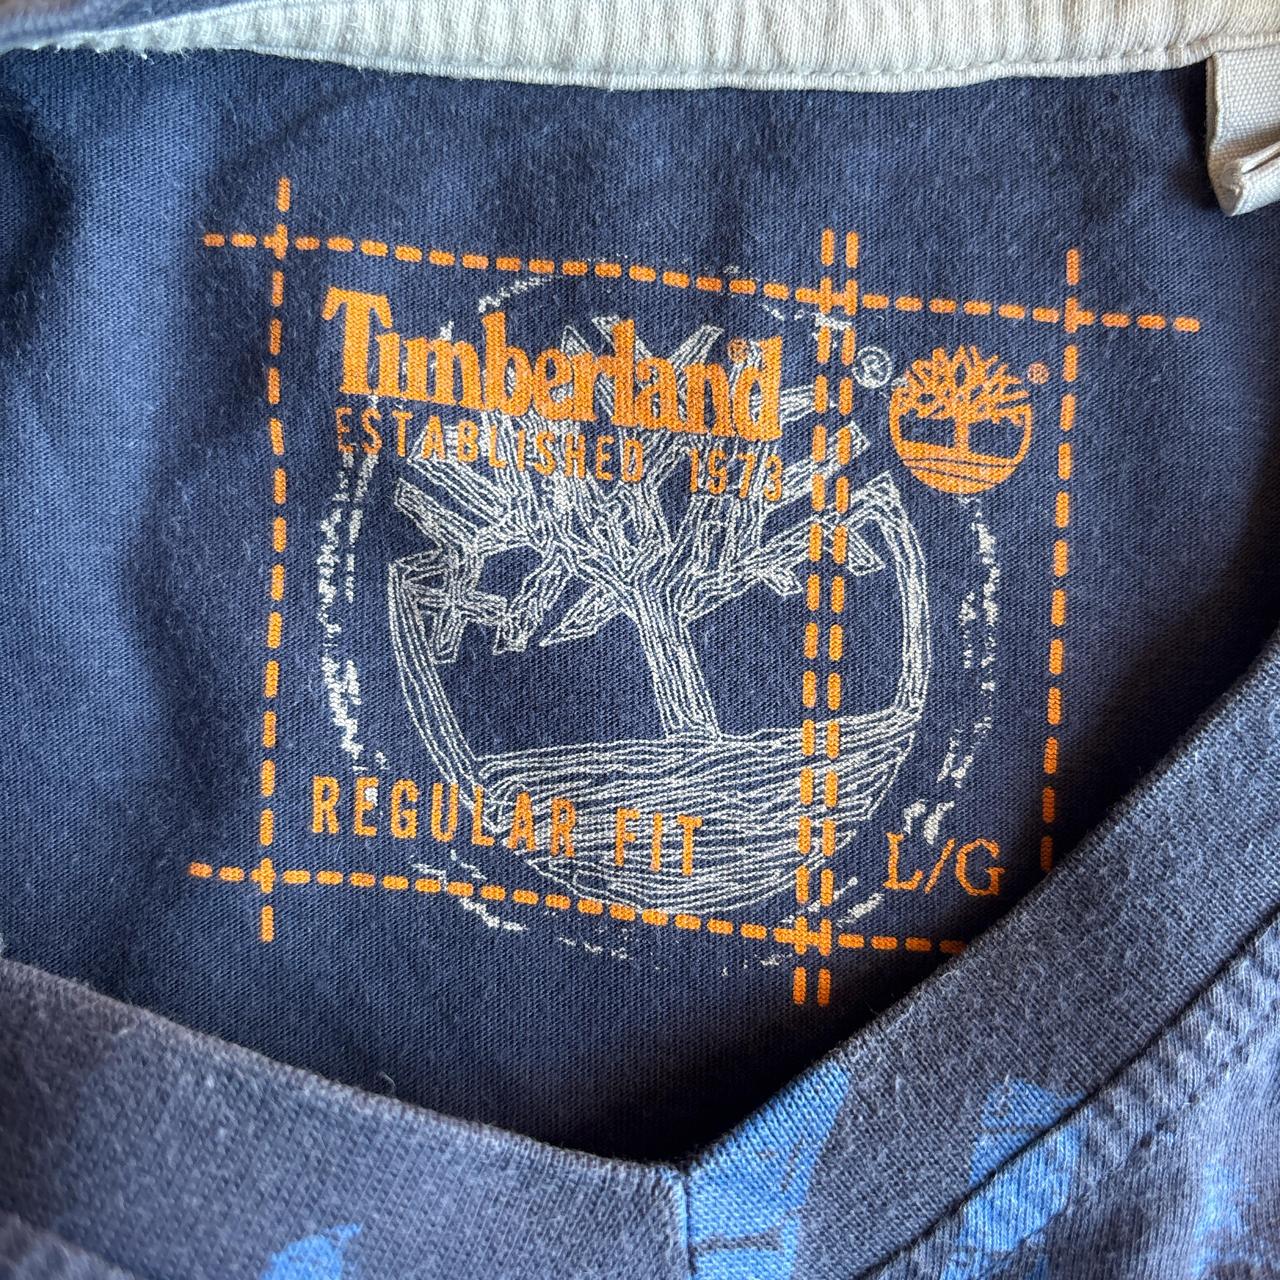 Timberland®
ESTABLISHED 1973
®
®
REGULAR FIT
L/G